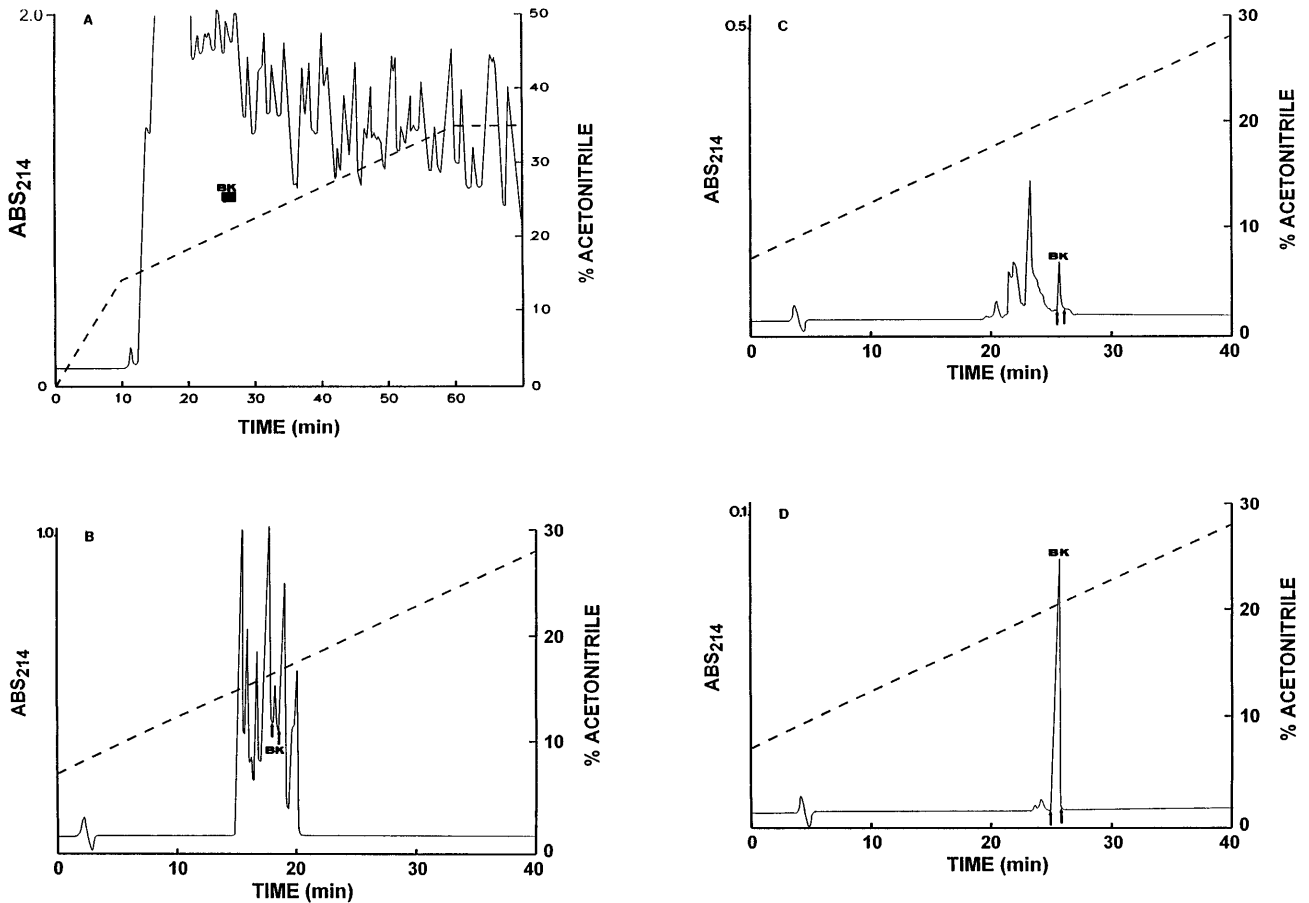 A
2.0
ABS214
0
BK
50
40
30
20
10
0
% ACETONITRILE
0 10 20 30 40 50 60
TIME (min)
B
1.0.
ABS214
BK
30
20
10
0
% ACETONITRILE
0 10 20 30 40
TIME (min)
C
0.5.
ABS214
BK
30
20
10
0
% ACETONITRILE
0 10 20 30 40
TIME (min)
D
0.1.
ABS214
BK
30
20
10
0
% ACETONITRILE
0 10 20 30 40
TIME (min)